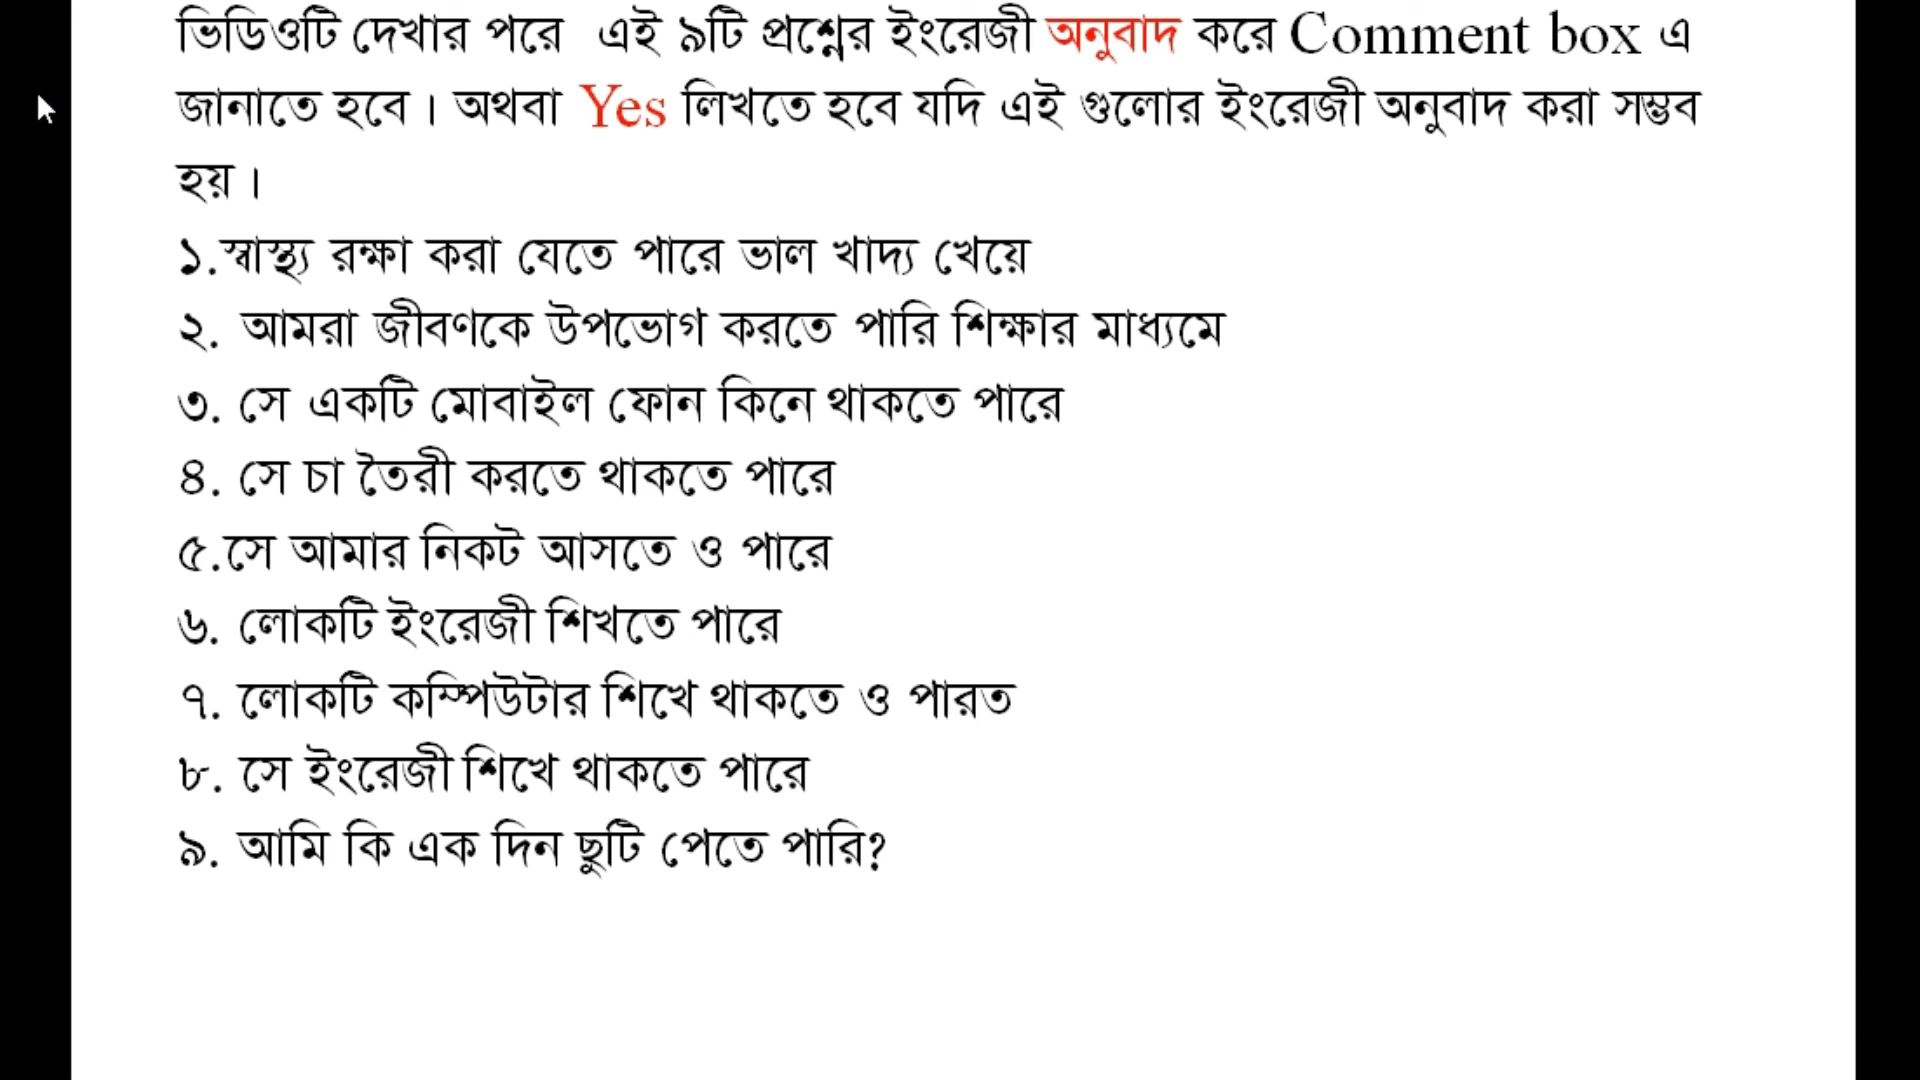 ভিডিওটি দেখার পরে এই ৯টি প্রশ্নের ইংরেজী অনুবাদ করে Comment box এ
জানাতে হবে। অথবা Yes লিখতে হবে যদি এই গুলোর ইংরেজী অনুবাদ করা সম্ভব
হয়।
১.স্বাস্থ্য রক্ষা করা যেতে পারে ভাল খাদ্য খেয়ে
২. আমরা জীবণকে উপভোগ করতে পারি শিক্ষার মাধ্যমে
৩. সে একটি মোবাইল ফোন কিনে থাকতে পারে
৪. সে চা তৈরী করতে থাকতে পারে
৫.সে আমার নিকট আসতে ও পারে
৬. লোকটি ইংরেজী শিখতে পারে
৭. লোকটি কম্পিউটার শিখে থাকতে ও পারত
৮. সে ইংরেজী শিখে থাকতে পারে
৯. আমি কি এক দিন ছুটি পেতে পারি?